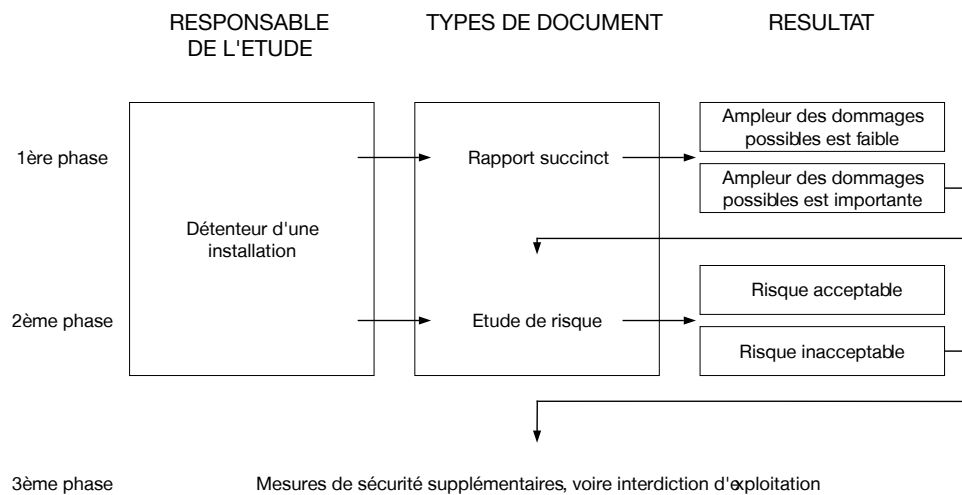 RESPONSABLE
DE L'ETUDE
TYPES DE DOCUMENT
RESULTAT
1ère phase
Rapport succinct
Ampleur des dommages
possibles est faible
Ampleur des dommages
possibles est importante
Détenteur d'une
installation
2ème phase
Etude de risque
Risque acceptable
Risque inacceptable
3ème phase
Mesures de sécurité supplémentaires, voire interdiction d'exploitation